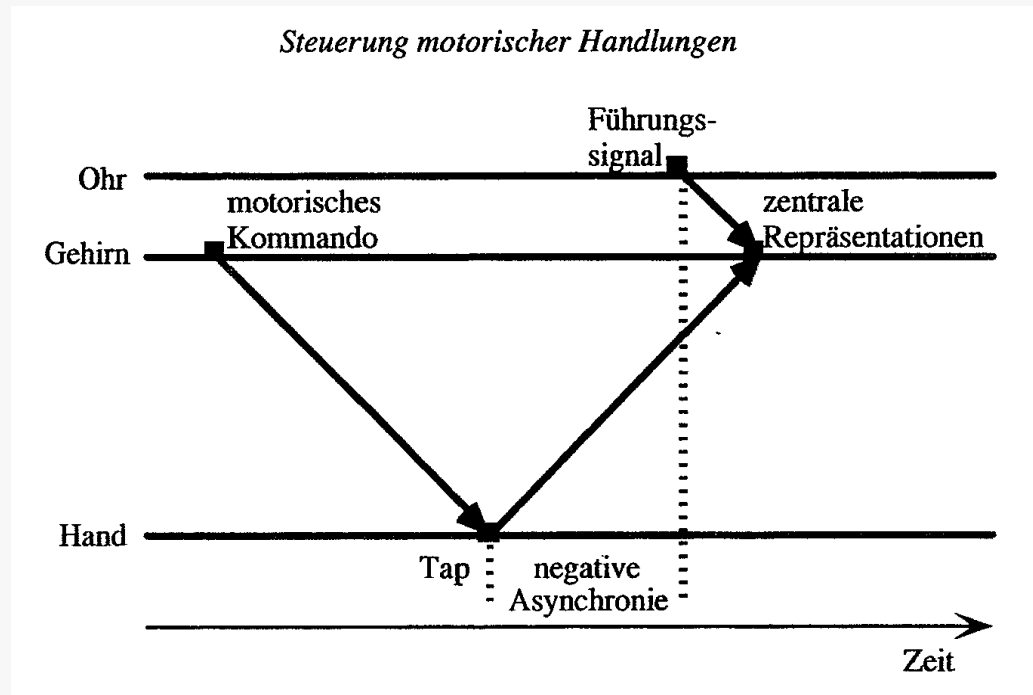 Steuerung motorischer Handlungen
Führungs-
signal
Ohr
motorisches
Kommando
zentrale
Repräsentationen
Gehirn
Hand
Tap
negative
Asynchronie
Zeit